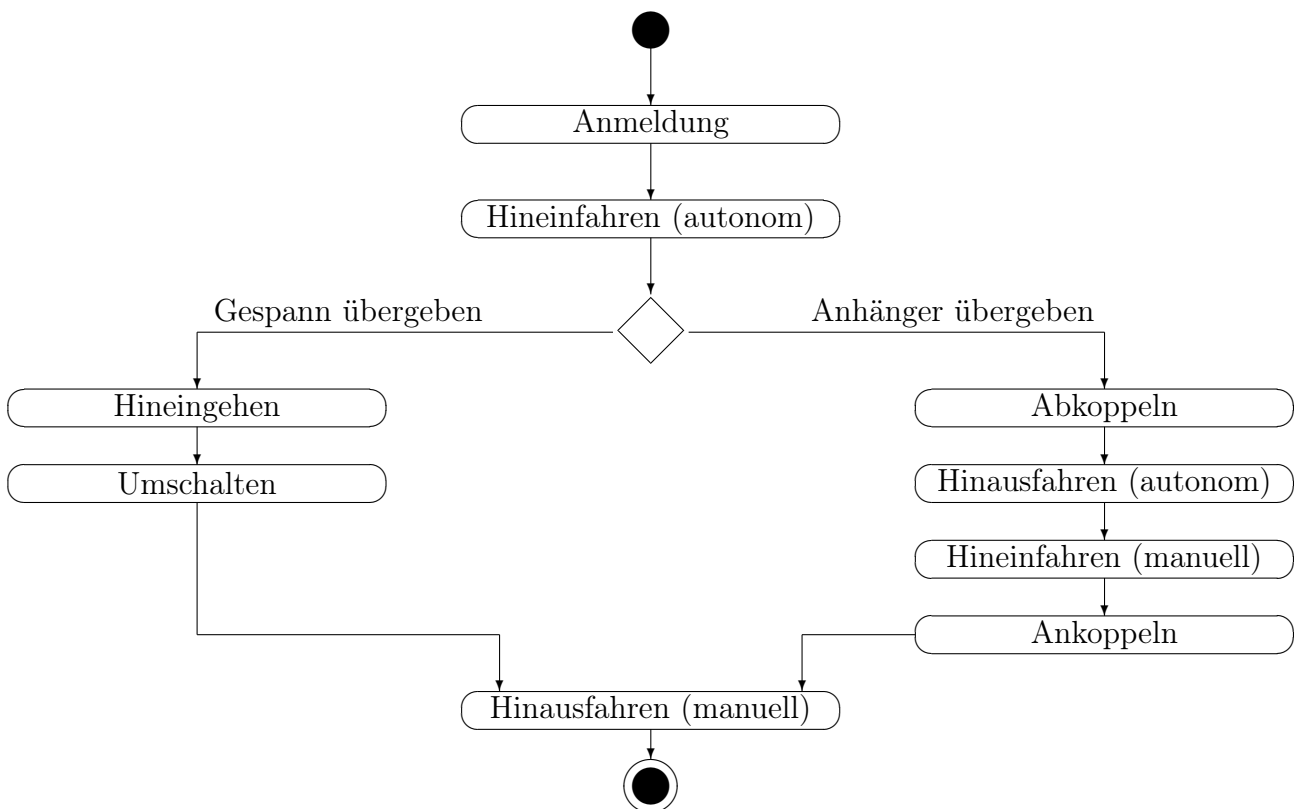 Anmeldung
Hineinfahren (autonom)
Gespann übergeben
Anhänger übergeben
Hineingehen
Abkoppeln
Umschalten
Hinausfahren (autonom)
Hineinfahren (manuell)
Ankoppeln
Hinausfahren (manuell)